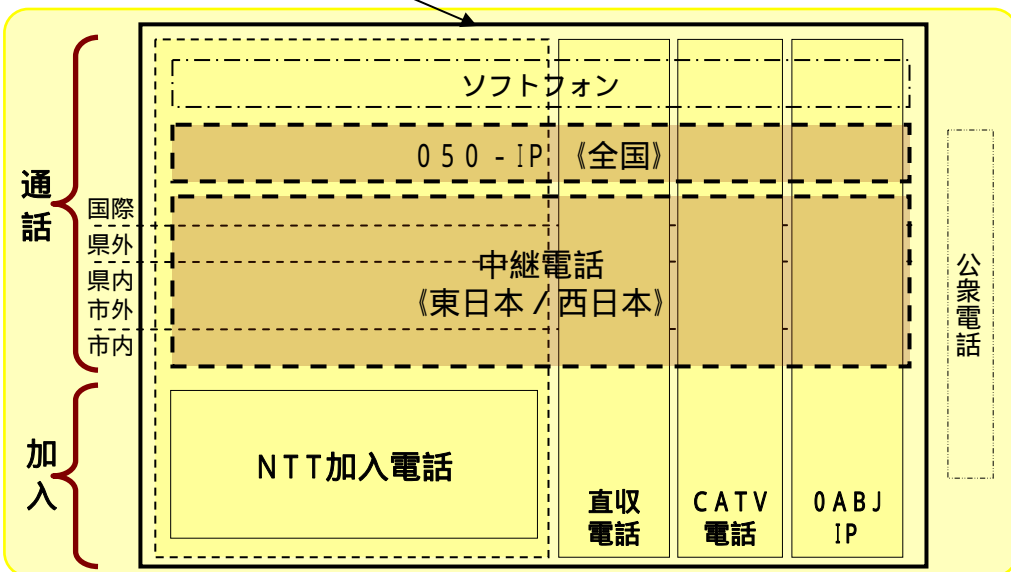 ソフトフォン
050-IP 《全国》
通話
国際
県外
県内
市外
市内
中継電話
《東日本/西日本》
公衆電話
加入
NTT加入電話
直収
電話
CATV
電話
0ABJ
IP